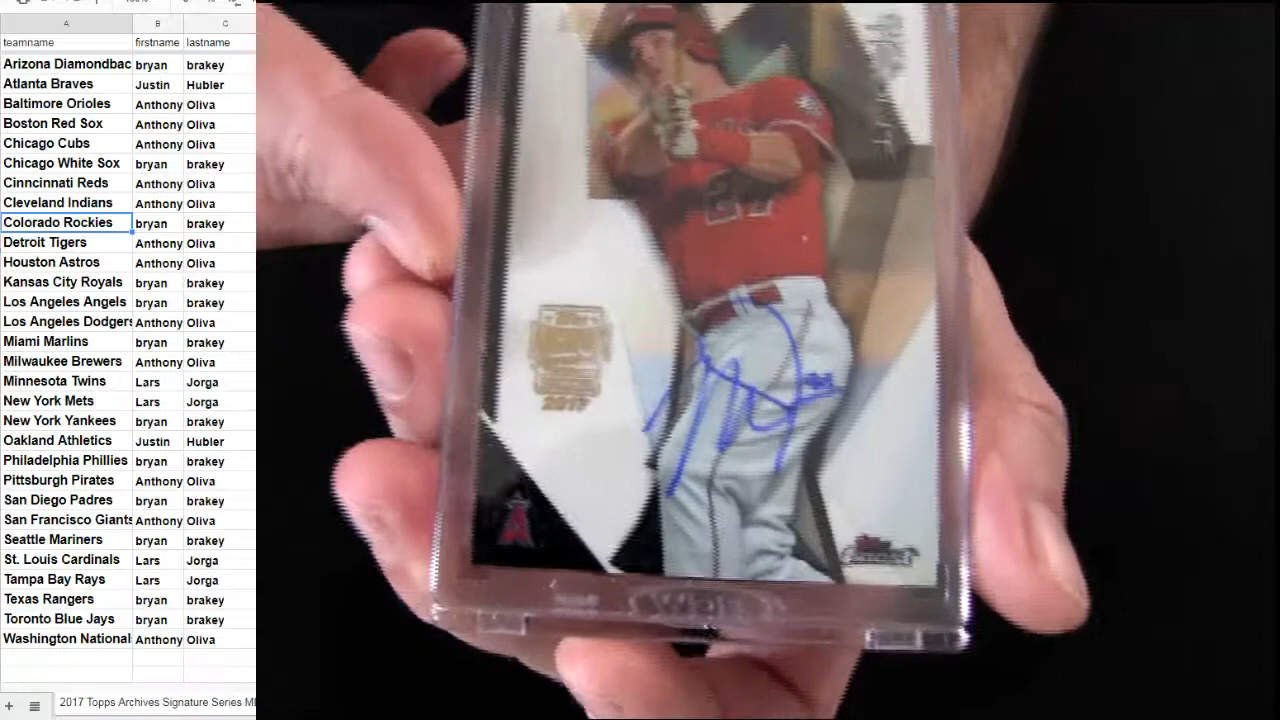 A B C
teamname firstname lastname
Arizona Diamondbac bryan brakey
Atlanta Braves Justin Hubler
Baltimore Orioles Anthony Oliva
Boston Red Sox Anthony Oliva
Chicago Cubs Anthony Oliva
Chicago White Sox bryan brakey
Cinncinnati Reds Anthony Oliva
Cleveland Indians Anthony Oliva
Colorado Rockies bryan brakey
Detroit Tigers Anthony Oliva
Houston Astros Anthony Oliva
Kansas City Royals bryan brakey
Los Angeles Angels bryan brakey
Los Angeles Dodgers Anthony Oliva
Miami Marlins bryan brakey
Milwaukee Brewers Anthony Oliva
Minnesota Twins Lars Jorga
New York Mets Lars Jorga
New York Yankees bryan brakey
Oakland Athletics Justin Hubler
Philadelphia Phillies bryan brakey
Pittsburgh Pirates Anthony Oliva
San Diego Padres bryan brakey
San Francisco Giants Anthony Oliva
Seattle Mariners bryan brakey
St. Louis Cardinals Lars Jorga
Tampa Bay Rays Lars Jorga
Texas Rangers bryan brakey
Toronto Blue Jays bryan brakey
Washington National Anthony Oliva
2017 Topps Archives Signature Series
27
2017
A